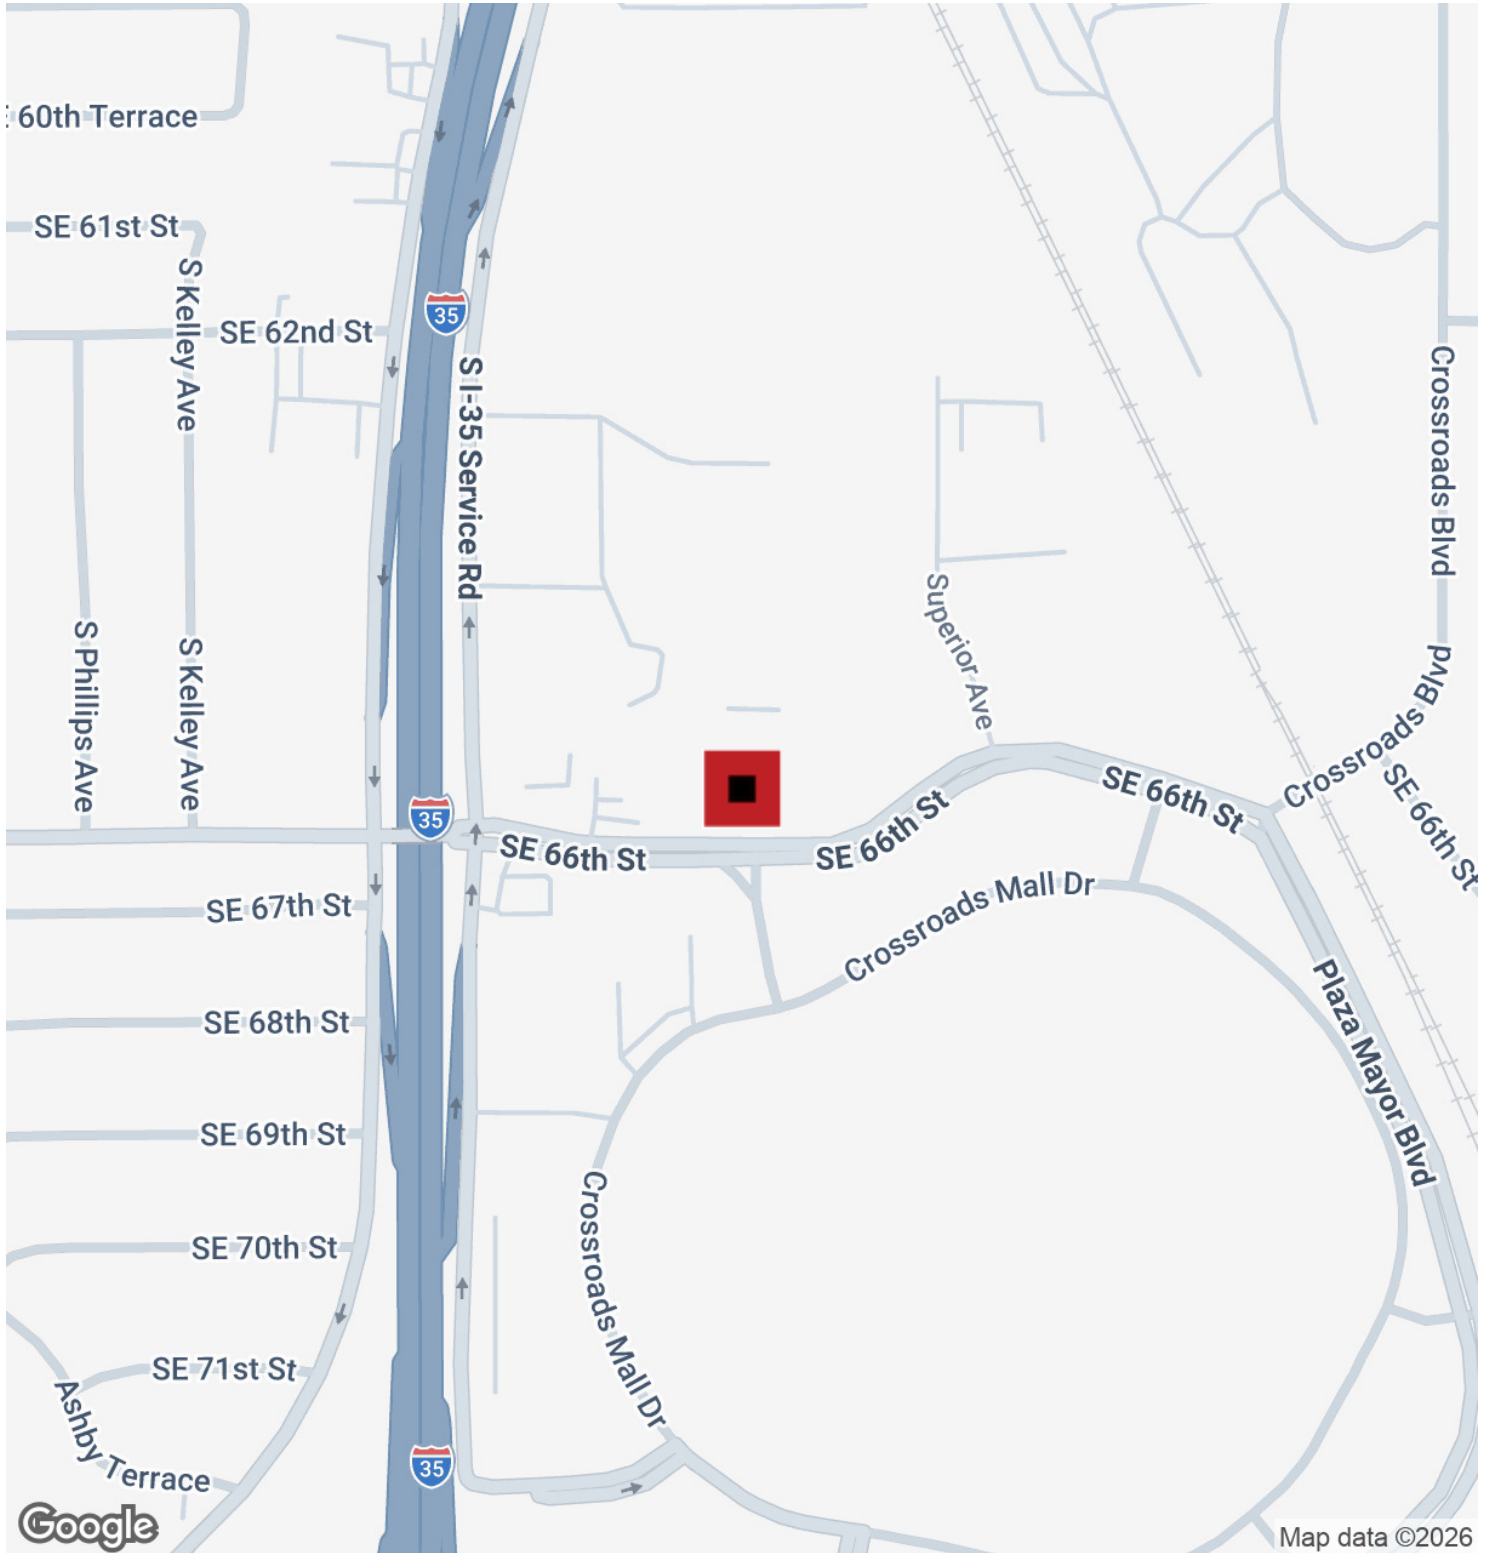 E 60th Terrace
SE 61st St
S Kelley Ave
SE 62nd St
35
S I-35 Service Rd
Crossroads Blvd
Superior Ave
S Phillips Ave
S Kelley Ave
Crossroads Blvd
SE 66th St
SE 66th St
35
SE 66th St
SE 66th St
SE 67th St
Crossroads Mall Dr
Plaza Mayor Blvd
SE 68th St
SE 69th St
Crossroads Mall Dr
SE 70th St
SE 71st St
Ashby Terrace
35
Google
Map data ©2026